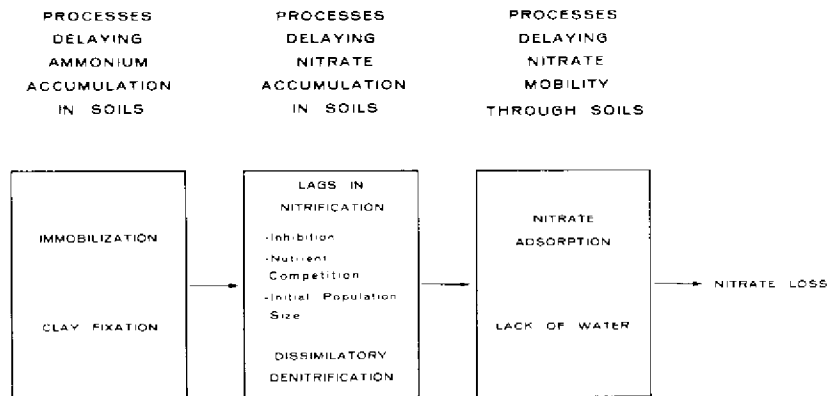 PROCESSES
DELAYING
AMMONIUM
ACCUMULATION
IN SOILS
PROCESSES
DELAYING
NITRATE
ACCUMULATION
IN SOILS
PROCESSES
DELAYING
NITRATE
MOBILITY
THROUGH SOILS
IMMOBILIZATION
CLAY FIXATION
LAGS IN
NITRIFICATION
-Inhibition
-Nutrient
Competition
-Initial Population
Size
DISSIMILATORY
DENITRIFICATION
NITRATE
ADSORPTION
LACK OF WATER
NITRATE LOSS